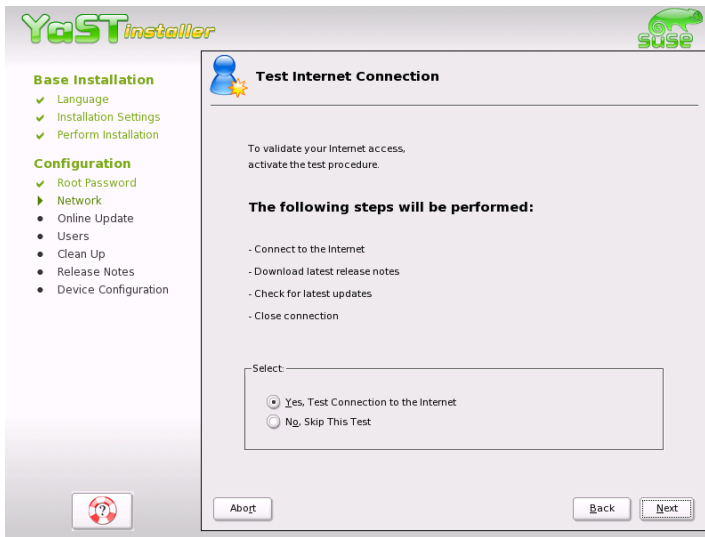 YaST installer
suse
Base Installation
Language
Installation Settings
Perform Installation
Configuration
Root Password
Network
Online Update
Users
Clean Up
Release Notes
Device Configuration
Test Internet Connection
To validate your Internet access,
activate the test procedure.
The following steps will be performed:
- Connect to the Internet
- Download latest release notes
- Check for latest updates
- Close connection
Select:
Yes, Test Connection to the Internet
No, Skip This Test
?
Abort
Back
Next